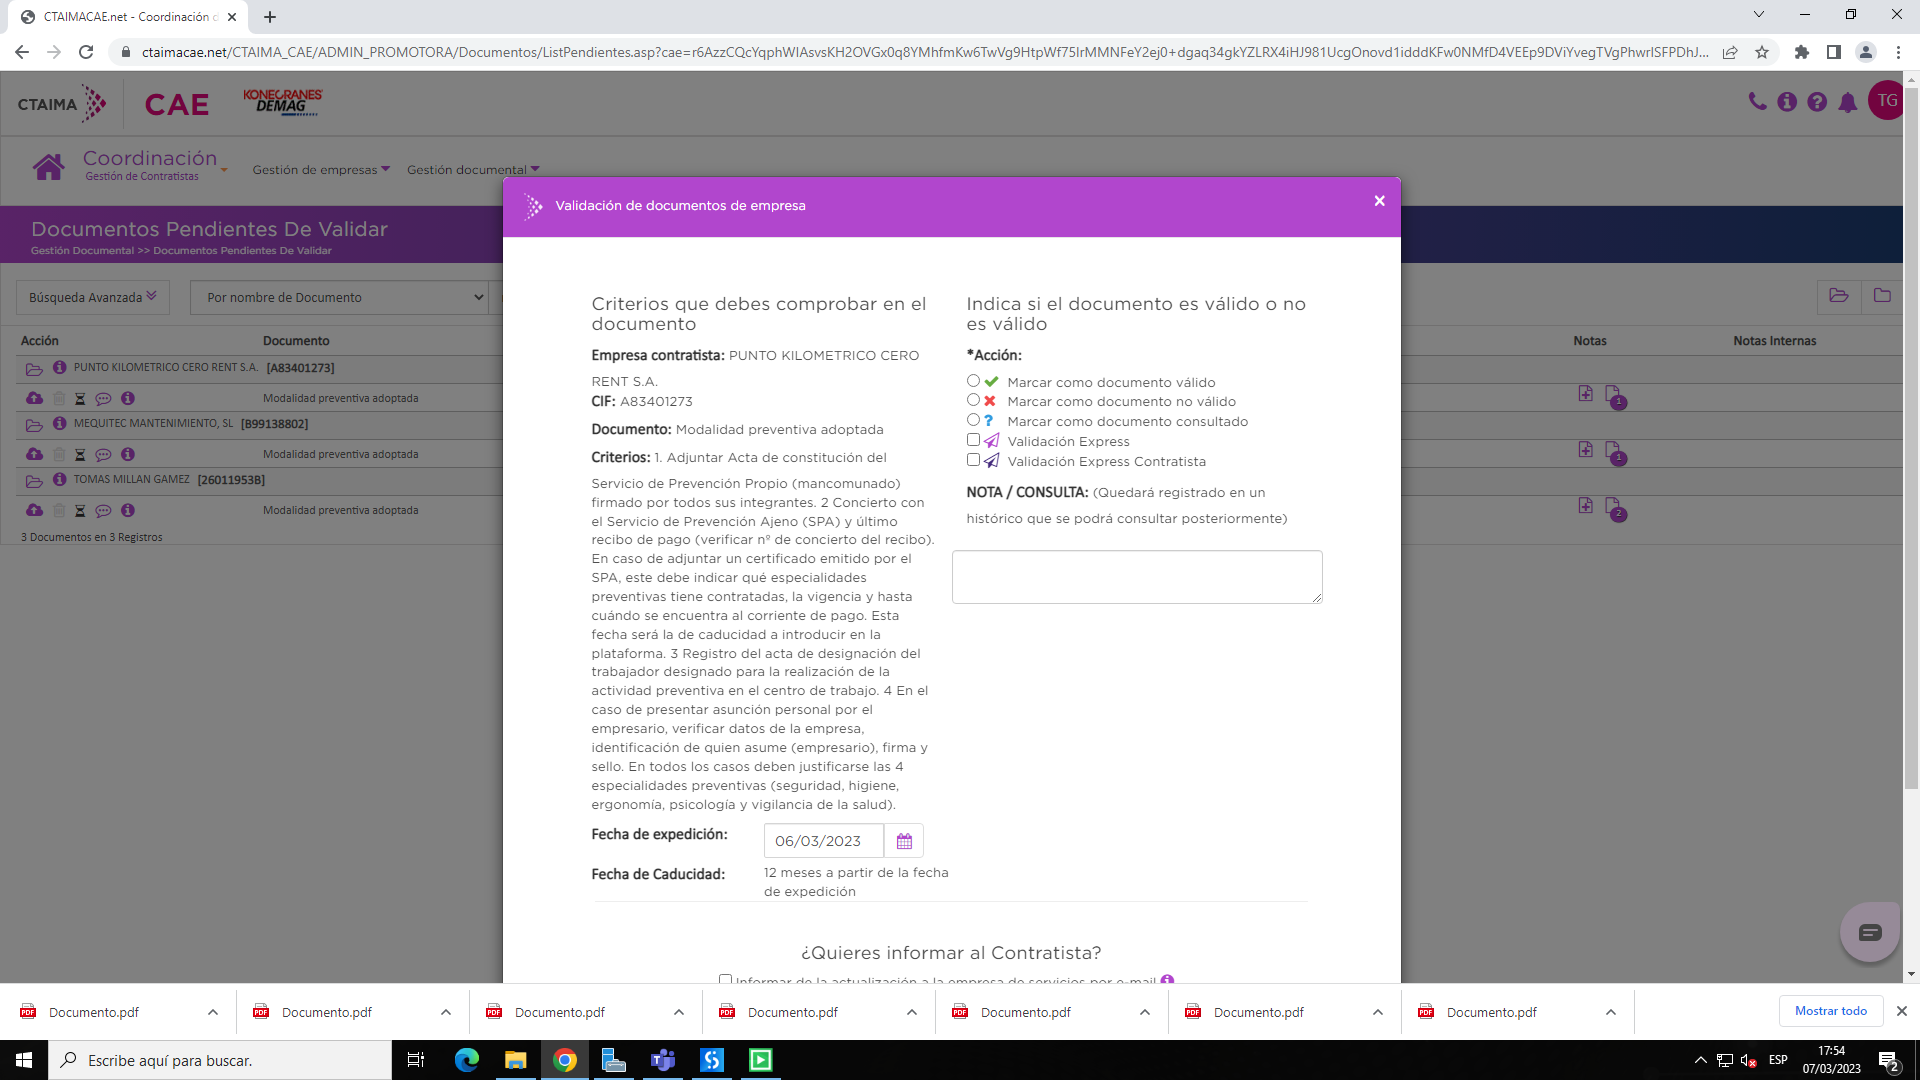 CTAIMACAE.net - Coordinación d
ctaimacae.net/CTAIMA_CAE/ADMIN_PROMOTORA/Documentos/ListPendientes.asp?cae=r6AzzCQcYqphWIAsvsKH2OVGx0q8YMhfmKw6TwVg9HtpWf75IrMMNFeY2ej0+dgaq34gkYZLRX4iHJ981UcgOnovd1idddKFw0NMfD4VEEp9DViYvegTVgPhwrISFPDhJ...
CTAIMA CAE KONECRANES DEMAG TG
Coordinación
Gestión de Contratistas
Gestión de empresas Gestión documental
Documentos Pendientes De Validar
Gestión Documental >> Documentos Pendientes De Validar
Búsqueda Avanzada Por nombre de Documento
Acción Documento Notas Notas Internas
PUNTO KILOMETRICO CERO RENT S.A. [A83401273]
Modalidad preventiva adoptada 1
MEQUITEC MANTENIMIENTO, SL [B99138802]
Modalidad preventiva adoptada 1
TOMAS MILLAN GAMEZ [26011953B]
Modalidad preventiva adoptada 2
3 Documentos en 3 Registros
Validación de documentos de empresa
Criterios que debes comprobar en el
documento
Empresa contratista: PUNTO KILOMETRICO CERO
RENT S.A.
CIF: A83401273
Documento: Modalidad preventiva adoptada
Criterios: 1. Adjuntar Acta de constitución del
Servicio de Prevención Propio (mancomunado)
firmado por todos sus integrantes. 2 Concierto con
el Servicio de Prevención Ajeno (SPA) y último
recibo de pago (verificar nº de concierto del recibo).
En caso de adjuntar un certificado emitido por el
SPA, este debe indicar qué especialidades
preventivas tiene contratadas, la vigencia y hasta
cuándo se encuentra al corriente de pago. Esta
fecha será la de caducidad a introducir en la
plataforma. 3 Registro del acta de designación del
trabajador designado para la realización de la
actividad preventiva en el centro de trabajo. 4 En el
caso de presentar asunción personal por el
empresario, verificar datos de la empresa,
identificación de quien asume (empresario), firma y
sello. En todos los casos deben justificarse las 4
especialidades preventivas (seguridad, higiene,
ergonomía, psicología y vigilancia de la salud).
Fecha de expedición: 06/03/2023
Fecha de Caducidad: 12 meses a partir de la fecha
de expedición
Indica si el documento es válido o no
es válido
*Acción:
Marcar como documento válido
Marcar como documento no válido
Marcar como documento consultado
Validación Express
Validación Express Contratista
NOTA / CONSULTA: (Quedará registrado en un
histórico que se podrá consultar posteriormente)
¿Quieres informar al Contratista?
Informar de la actualización a la empresa de servicios por e-mail
Documento.pdf Documento.pdf Documento.pdf Documento.pdf Documento.pdf Documento.pdf Documento.pdf Mostrar todo
Escribe aquí para buscar.
ESP
17:54
07/03/2023
2